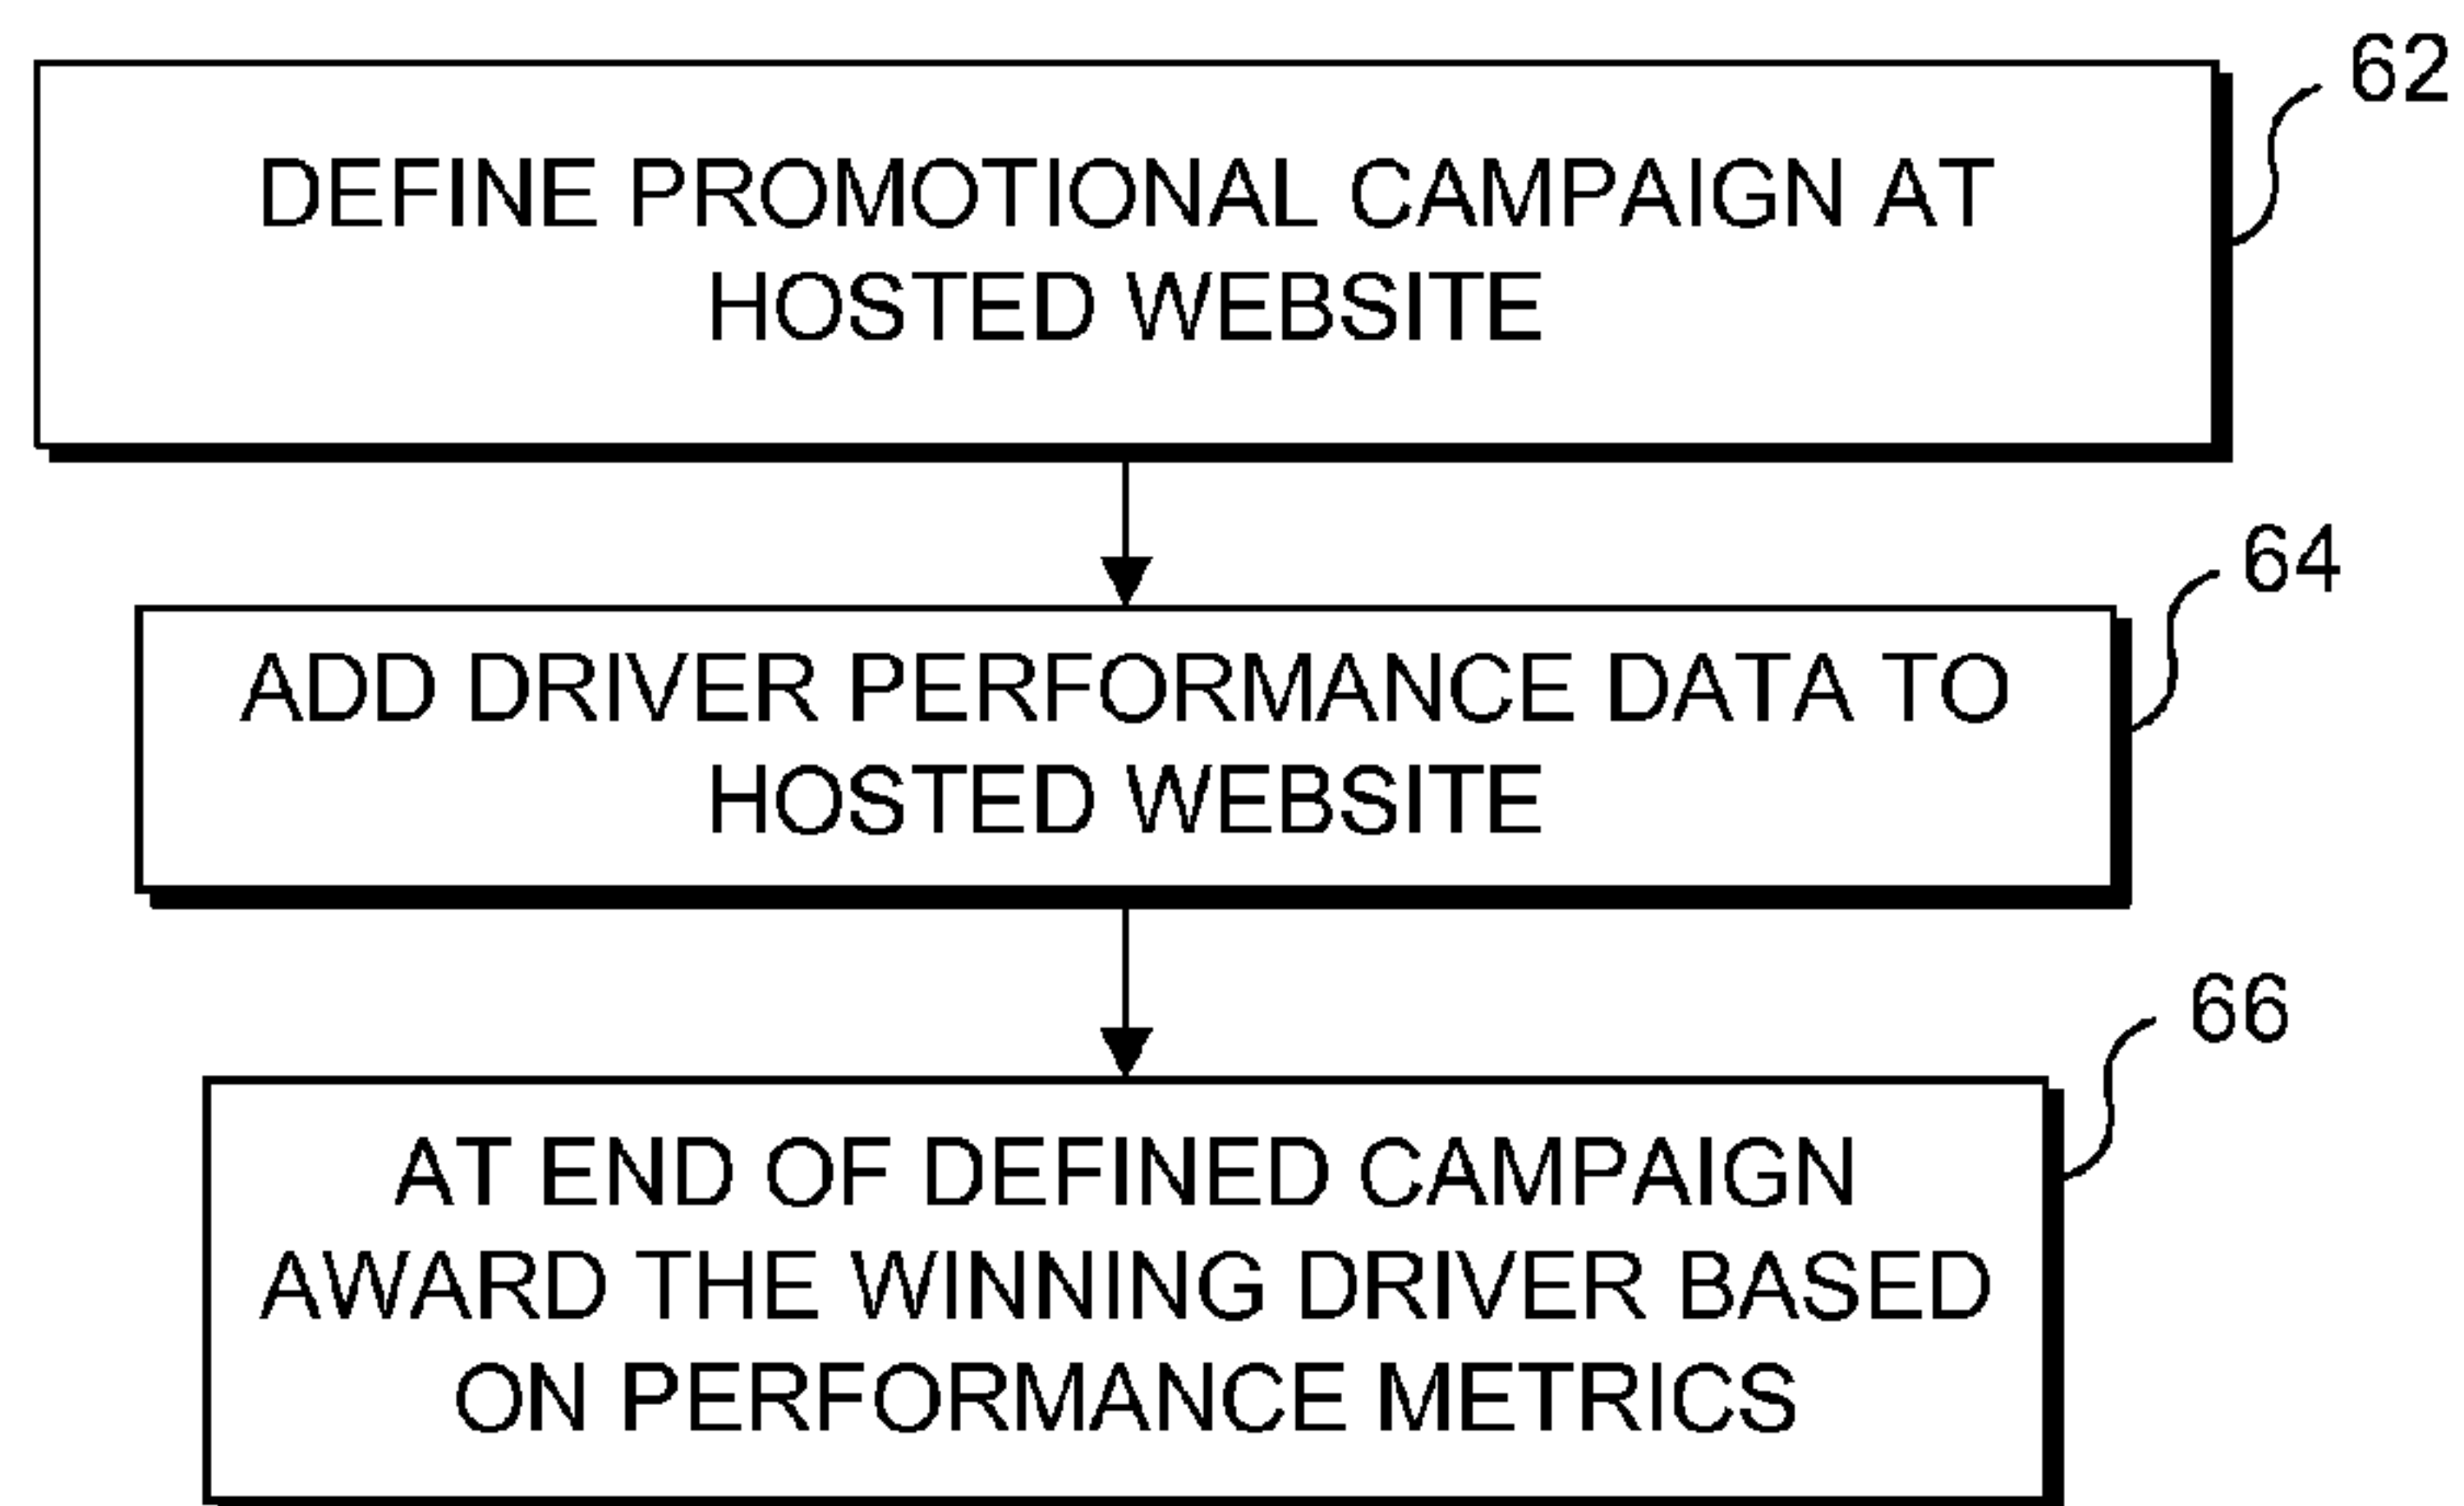 62
DEFINE PROMOTIONAL CAMPAIGN AT
HOSTED WEBSITE
64
ADD DRIVER PERFORMANCE DATA TO
HOSTED WEBSITE
66
AT END OF DEFINED CAMPAIGN
AWARD THE WINNING DRIVER BASED
ON PERFORMANCE METRICS